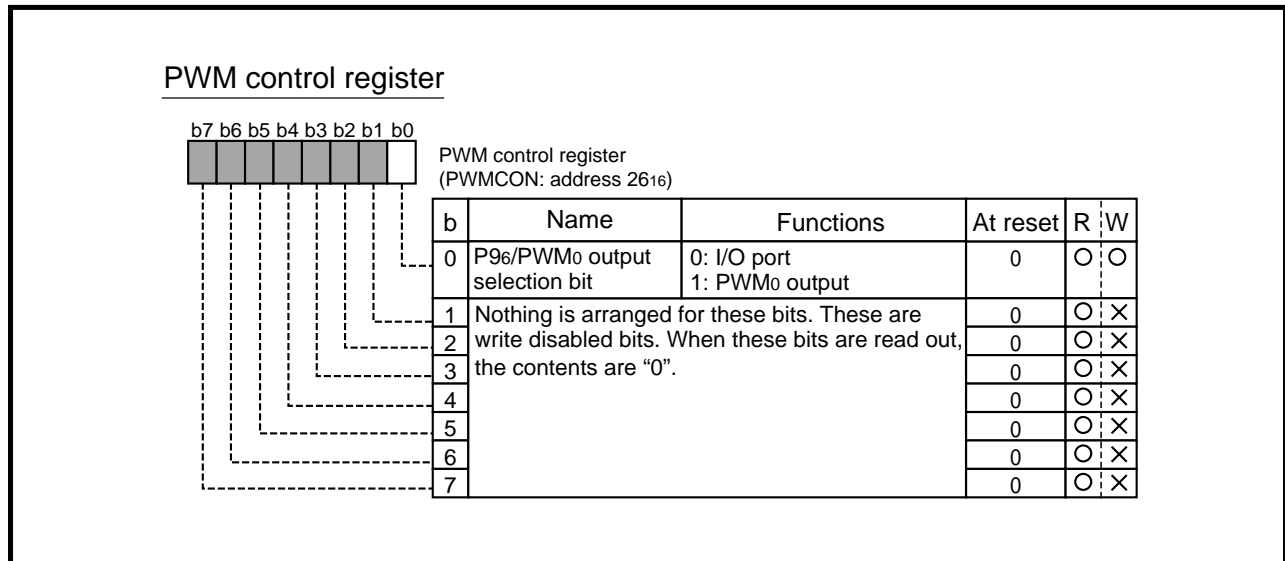 PWM control register
b7 b6 b5 b4 b3 b2 b1 b0
PWM control register
(PWMCON: address 2616)
b Name Functions At reset R W
0 P96/PWM0 output selection bit 0: I/O port 1: PWM0 output 0 O O
1 Nothing is arranged for these bits. These are 0 O ×
2 write disabled bits. When these bits are read out, 0 O ×
3 the contents are “0”. 0 O ×
4 0 O ×
5 0 O ×
6 0 O ×
7 0 O ×